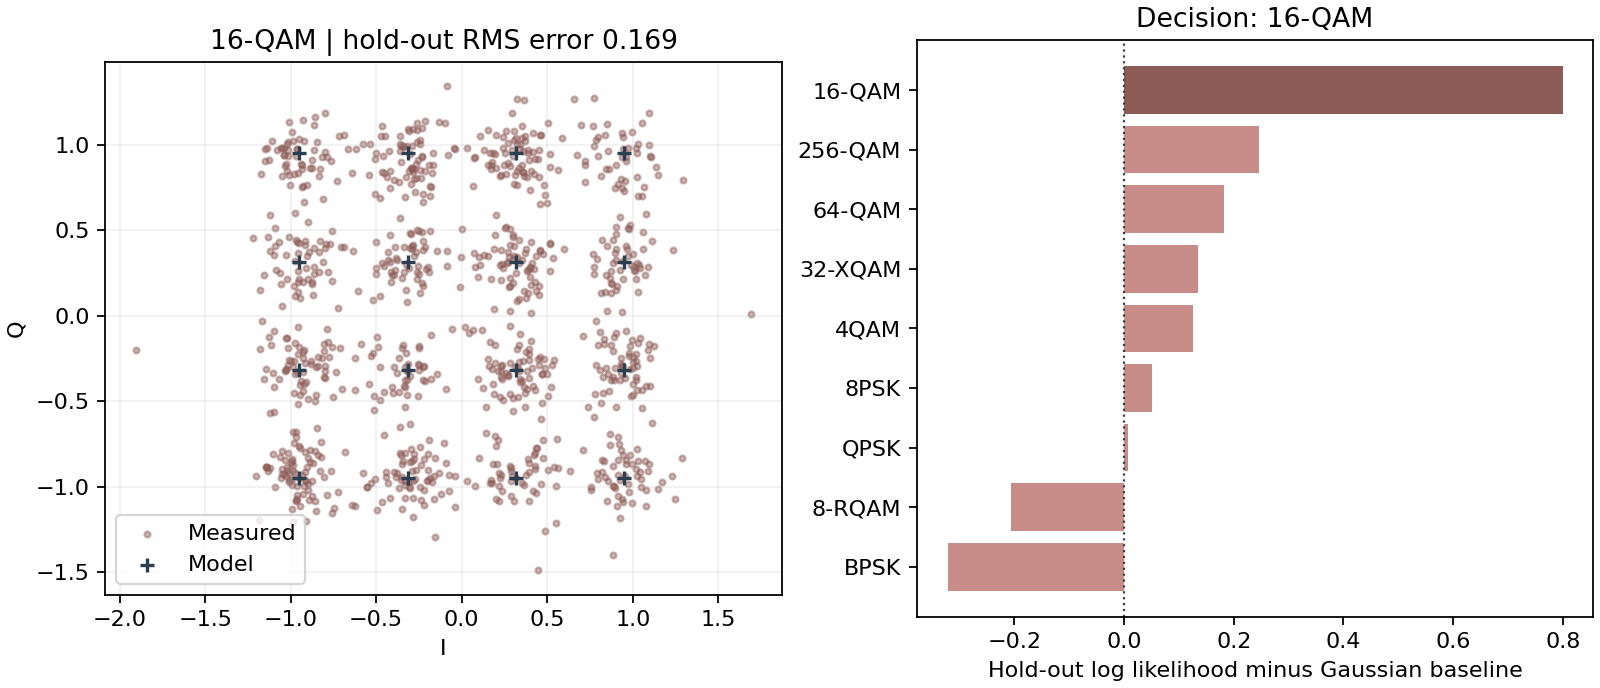 16-QAM | hold-out RMS error 0.169
1.0
0.5
0.0
−0.5
−1.0
−1.5
Q
Measured
Model
−2.0 −1.5 −1.0 −0.5 0.0 0.5 1.0 1.5
I
Decision: 16-QAM
16-QAM
256-QAM
64-QAM
32-XQAM
4QAM
8PSK
QPSK
8-RQAM
BPSK
−0.2 0.0 0.2 0.4 0.6 0.8
Hold-out log likelihood minus Gaussian baseline